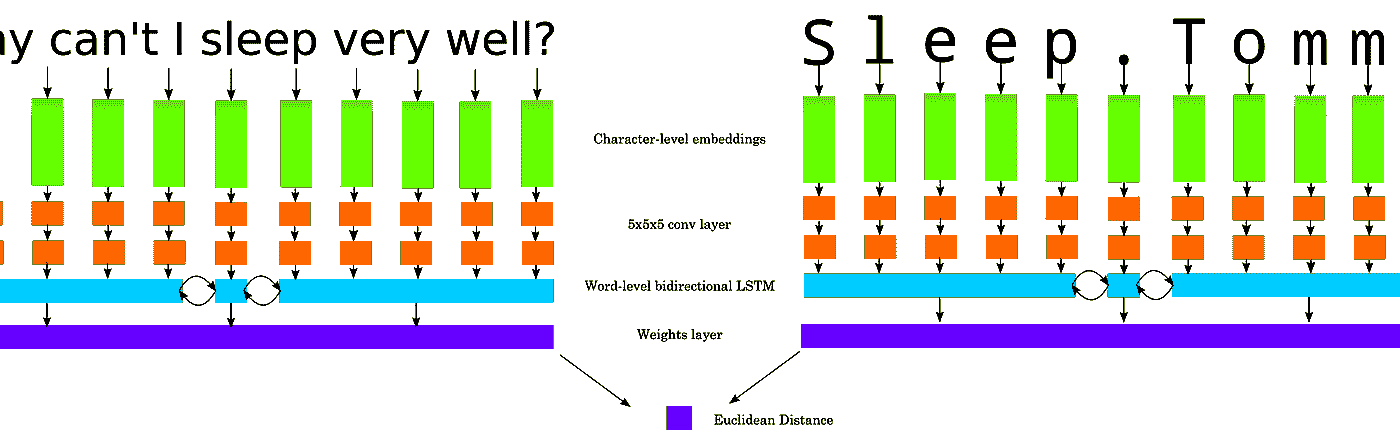 ay can't I sleep very well?
Sleep. Tomm
Character-level embeddings
5x5x5 conv layer
Word-level bidirectional LSTM
Weights layer
Euclidean Distance